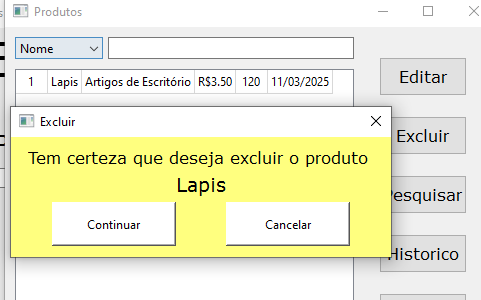 Produtos
Nome
1 Lapis Artigos de Escritório R$3.50 120 11/03/2025
Editar
Excluir
Pesquisar
Historico
Excluir
Tem certeza que deseja excluir o produto
Lapis
Continuar Cancelar